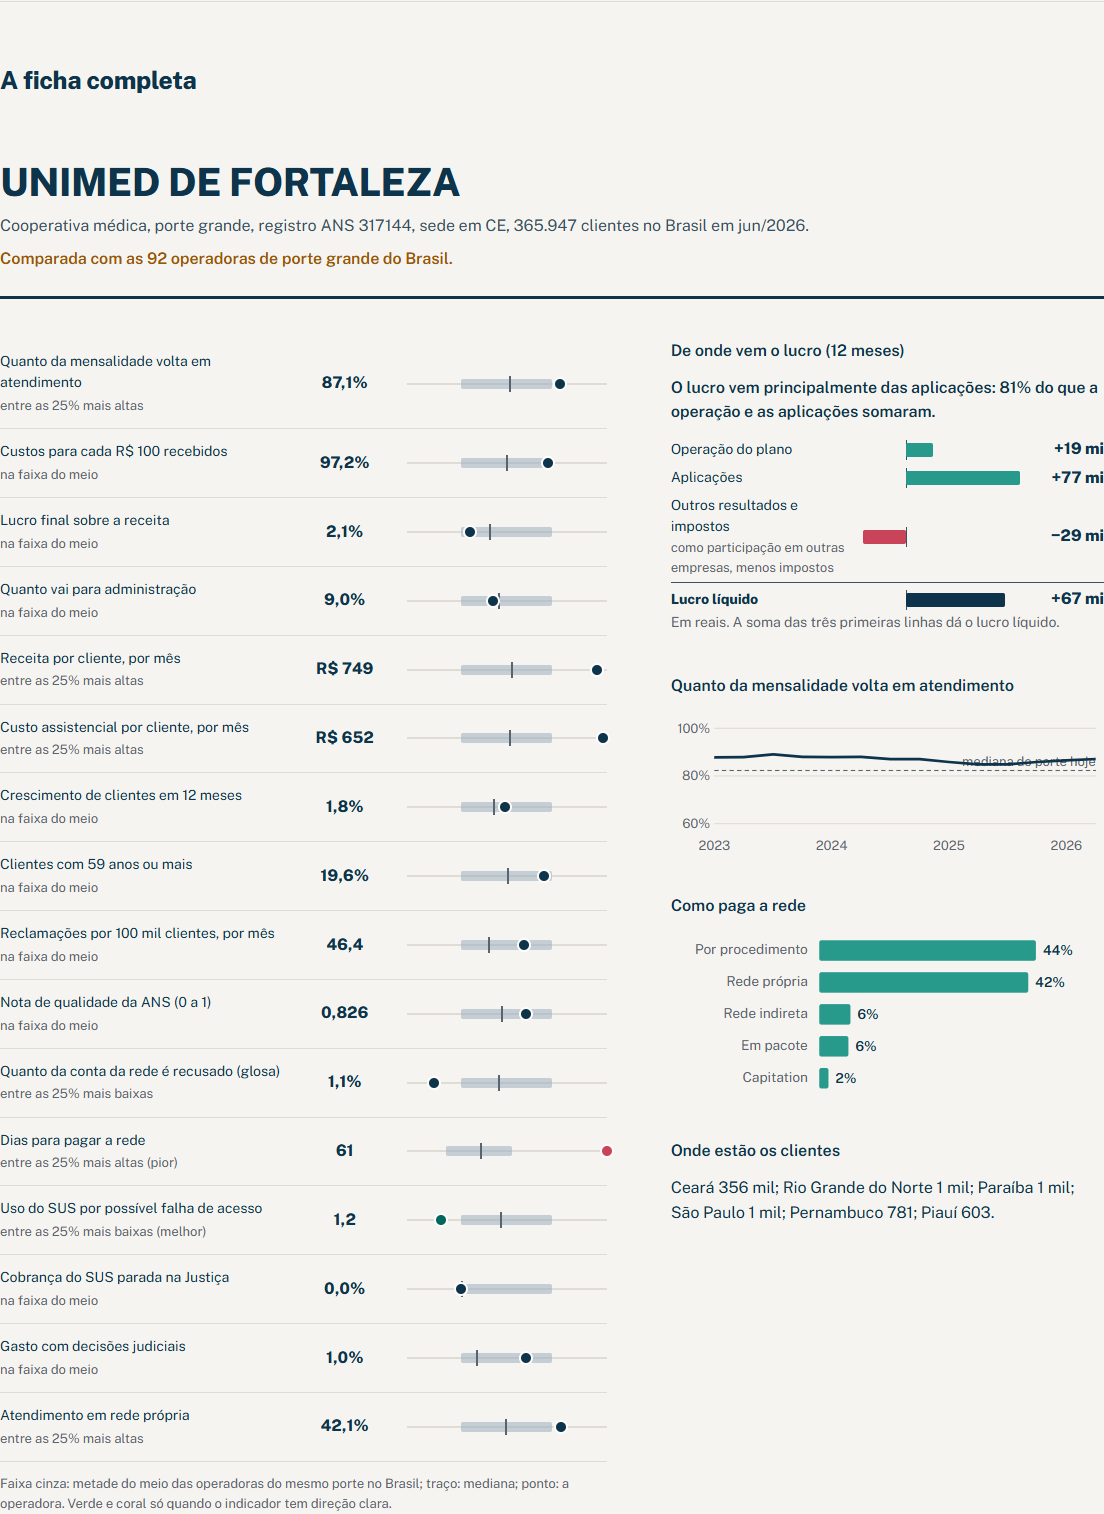 A ficha completa
UNIMED DE FORTALEZA
Cooperativa médica, porte grande, registro ANS 317144, sede em CE, 365.947 clientes no Brasil em jun/2026.
Comparada com as 92 operadoras de porte grande do Brasil.
Quanto da mensalidade volta em
atendimento
entre as 25% mais altas
87,1%
Custos para cada R$ 100 recebidos
na faixa do meio
97,2%
Lucro final sobre a receita
na faixa do meio
2,1%
Quanto vai para administração
na faixa do meio
9,0%
Receita por cliente, por mês
entre as 25% mais altas
R$ 749
Custo assistencial por cliente, por mês
entre as 25% mais altas
R$ 652
Crescimento de clientes em 12 meses
na faixa do meio
1,8%
Clientes com 59 anos ou mais
na faixa do meio
19,6%
Reclamações por 100 mil clientes, por mês
na faixa do meio
46,4
Nota de qualidade da ANS (0 a 1)
na faixa do meio
0,826
Quanto da conta da rede é recusado (glosa)
entre as 25% mais baixas
1,1%
Dias para pagar a rede
entre as 25% mais altas (pior)
61
Uso do SUS por possível falha de acesso
entre as 25% mais baixas (melhor)
1,2
Cobrança do SUS parada na Justiça
na faixa do meio
0,0%
Gasto com decisões judiciais
na faixa do meio
1,0%
Atendimento em rede própria
entre as 25% mais altas
42,1%
Faixa cinza: metade do meio das operadoras do mesmo porte no Brasil; traço: mediana; ponto: a
operadora. Verde e coral só quando o indicador tem direção clara.
De onde vem o lucro (12 meses)
O lucro vem principalmente das aplicações: 81% do que a
operação e as aplicações somaram.
Operação do plano +19 mi
Aplicações +77 mi
Outros resultados e
impostos
como participação em outras
empresas, menos impostos
−29 mi
Lucro líquido +67 mi
Em reais. A soma das três primeiras linhas dá o lucro líquido.
Quanto da mensalidade volta em atendimento
100%
mediana do porte hoje
80%
60%
2023 2024 2025 2026
Como paga a rede
Por procedimento 44%
Rede própria 42%
Rede indireta 6%
Em pacote 6%
Capitation 2%
Onde estão os clientes
Ceará 356 mil; Rio Grande do Norte 1 mil; Paraíba 1 mil;
São Paulo 1 mil; Pernambuco 781; Piauí 603.